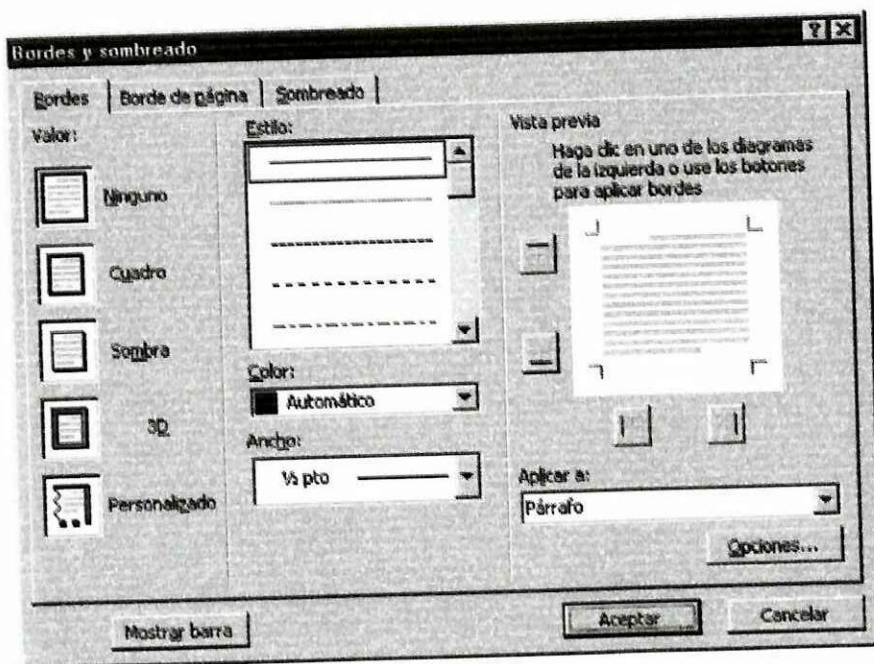 Bordes y sombreado
Bordes
Borde de página
Sombreado
Valor:
Ninguno
Cuadro
Sombra
3D
Personalizado
Estilo:
Color:
Automático
Ancho:
½ pto
Vista previa
Haga clic en uno de los diagramas
de la izquierda o use los botones
para aplicar bordes
Aplicar a:
Párrafo
Opciones...
Mostrar barra
Aceptar
Cancelar